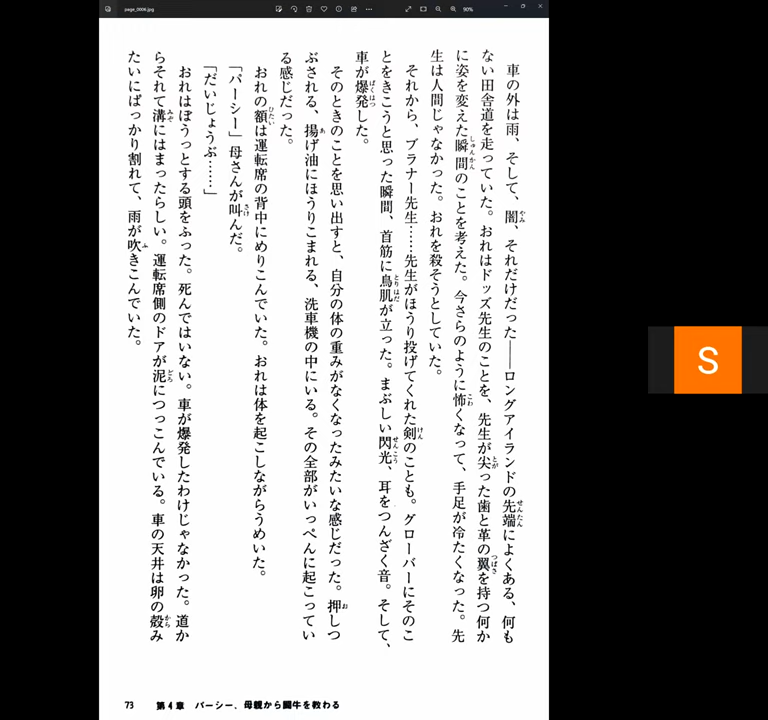 page_0006.jpg
90%
車の外は雨、そして、闇、それだけだった――ロングアイランドの先端によくある、何も
ない田舎道を走っていた。おれはドッズ先生のことを、先生が尖った歯と革の翼を持つ何か
に姿を変えた瞬間のことを考えた。今さらのように怖くなって、手足が冷たくなった。先
生は人間じゃなかった。おれを殺そうとしていた。
それから、ブラナー先生……先生がほうり投げてくれた剣のことも。グローバーにそのこ
とをきこうと思った瞬間、首筋に鳥肌が立った。まぶしい閃光、耳をつんざく音。そして、
車が爆発した。
そのときのことを思い出すと、自分の体の重みがなくなったみたいな感じだった。押しつ
ぶされる、揚げ油にほうりこまれる、洗車機の中にいる。その全部がいっぺんに起こってい
る感じだった。
おれの額は運転席の背中にめりこんでいた。おれは体を起こしながらうめいた。
「パーシー」母さんが叫んだ。
「だいじょうぶ……」
おれはぼうっとする頭をふった。死んではいない。車が爆発したわけじゃなかった。道か
らそれて溝にはまったらしい。運転席側のドアが泥につっこんでいる。車の天井は卵の殻み
たいにぱっかり割れて、雨が吹きこんでいた。
73 第4章 パーシー、母親から闘牛を教わる
S